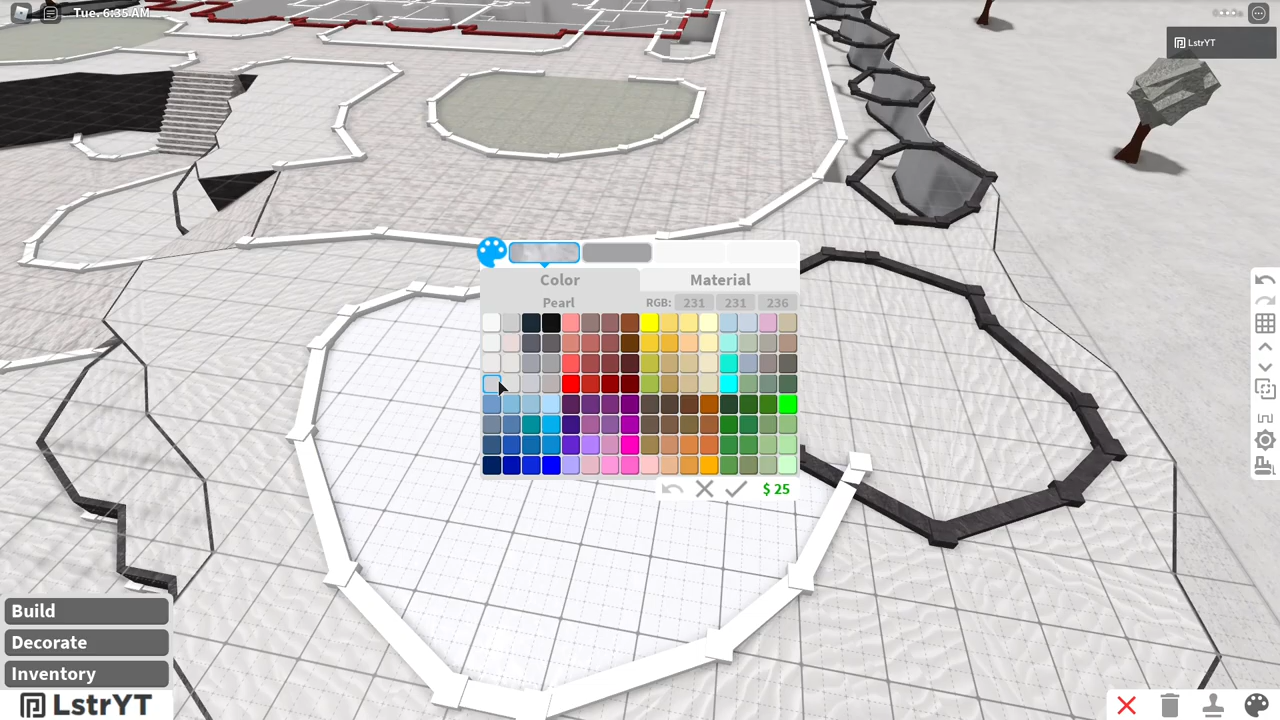 Tue. 6:35 AM
LstrYT
Color
Material
Pearl
RGB: 231 231 236
$ 25
Build
Decorate
Inventory
LstrYT